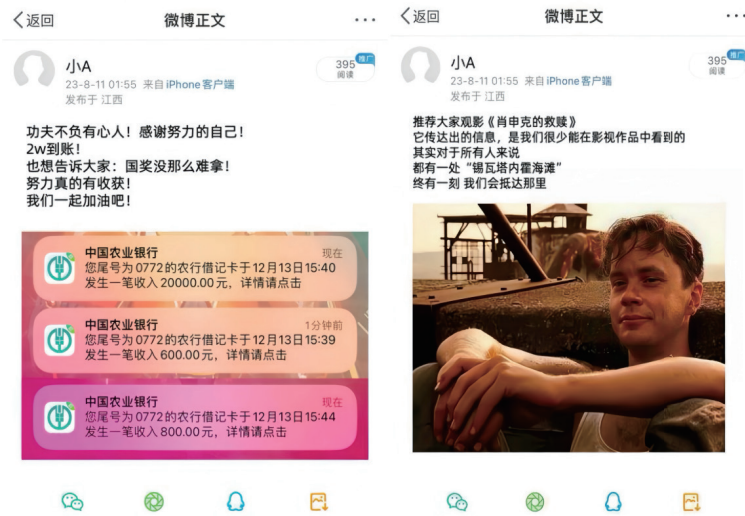 返回
微博正文
...
小A
23-8-11 01:55 来自 iPhone 客户端
发布于 江西
395
阅读
推广
功夫不负有心人！感谢努力的自己！
2w到账！
也想告诉大家：国奖没那么难拿！
努力真的有收获！
我们一起加油吧！
中国农业银行
现在
您尾号为0772的农行借记卡于12月13日15:40
发生一笔收入20000.00元，详情请点击
中国农业银行
1分钟前
您尾号为0772的农行借记卡于12月13日15:39
发生一笔收入600.00元，详情请点击
中国农业银行
现在
您尾号为0772的农行借记卡于12月13日15:44
发生一笔收入800.00元，详情请点击
返回
微博正文
...
小A
23-8-11 01:55 来自 iPhone 客户端
发布于 江西
395
阅读
推广
推荐大家观影《肖申克的救赎》
它传达出的信息，是我们很少能在影视作品中看到的
其实对于所有人来说
都有一处“锡瓦塔内霍海滩”
终有一刻 我们会抵达那里